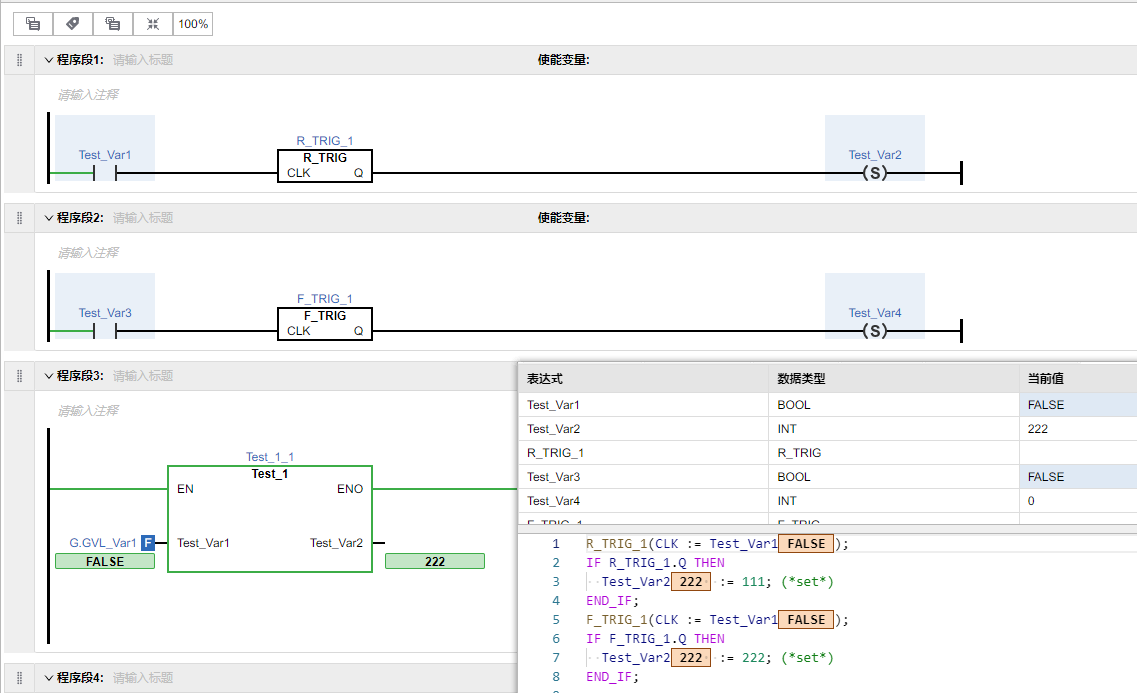 100%
程序段1: 请输入标题 使能变量:
请输入注释
Test_Var1
R_TRIG_1
R_TRIG
CLK Q
Test_Var2
(S)
程序段2: 请输入标题 使能变量:
请输入注释
Test_Var3
F_TRIG_1
F_TRIG
CLK Q
Test_Var4
(S)
程序段3: 请输入标题
请输入注释
Test_1_1
Test_1
EN ENO
G.GVL_Var1 F Test_Var1 Test_Var2
FALSE 222
程序段4: 请输入标题
表达式 数据类型 当前值
Test_Var1 BOOL FALSE
Test_Var2 INT 222
R_TRIG_1 R_TRIG
Test_Var3 BOOL FALSE
Test_Var4 INT 0
F_TRIG_1 F_TRIG
1 R_TRIG_1(CLK := Test_Var1 FALSE );
2 IF R_TRIG_1.Q THEN
3 Test_Var2 222 := 111; (*set*)
4 END_IF;
5 F_TRIG_1(CLK := Test_Var1 FALSE );
6 IF F_TRIG_1.Q THEN
7 Test_Var2 222 := 222; (*set*)
8 END_IF;